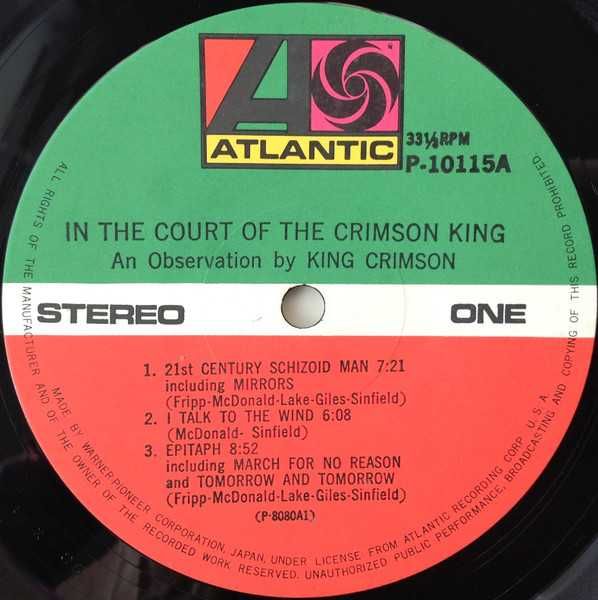 ATLANTIC
33⅓RPM
P-10115A
IN THE COURT OF THE CRIMSON KING
An Observation by KING CRIMSON
STEREO
ONE
1. 21st CENTURY SCHIZOID MAN 7:21
including MIRRORS
(Fripp-McDonald-Lake-Giles-Sinfield)
2. I TALK TO THE WIND 6:08
(McDonald- Sinfield)
3. EPITAPH 8:52
including MARCH FOR NO REASON
and TOMORROW AND TOMORROW
(Fripp-McDonald-Lake-Giles-Sinfield)
(P-8080A1)
MADE BY WARNER-PIONEER CORPORATION, JAPAN, UNDER LICENSE FROM ATLANTIC RECORDING CORP. U.S.A.
ALL RIGHTS OF THE MANUFACTURER AND OF THE OWNER OF THE RECORDED WORK RESERVED. UNAUTHORIZED PUBLIC PERFORMANCE, BROADCASTING AND COPYING OF THIS RECORD PROHIBITED.